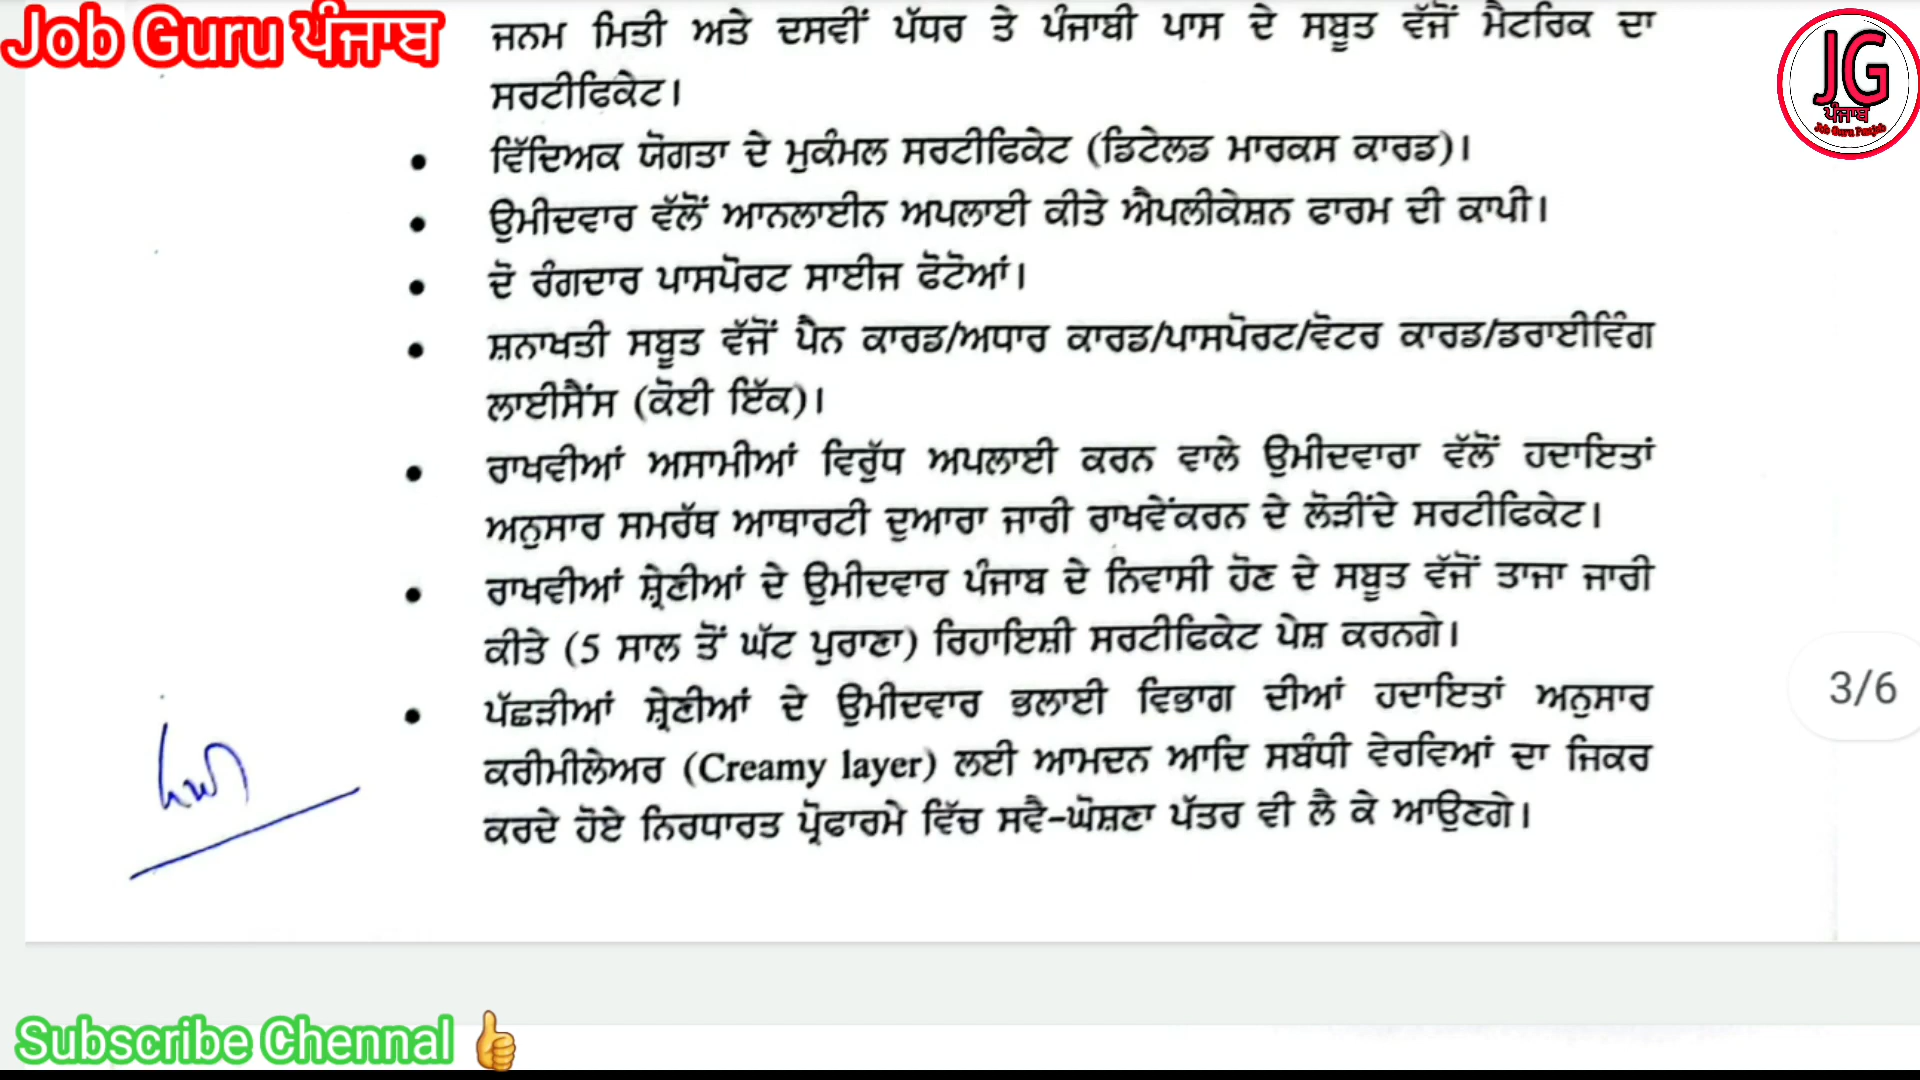 Job Guru ਪੰਜਾਬ
JG
ਪੰਜਾਬ
Job Guru Punjab
ਜਨਮ ਮਿਤੀ ਅਤੇ ਦਸਵੀਂ ਪੱਧਰ ਤੇ ਪੰਜਾਬੀ ਪਾਸ ਦੇ ਸਬੂਤ ਵੱਜੋਂ ਮੈਟਰਿਕ ਦਾ
ਸਰਟੀਫਿਕੇਟ।
• ਵਿੱਦਿਅਕ ਯੋਗਤਾ ਦੇ ਮੁਕੰਮਲ ਸਰਟੀਫਿਕੇਟ (ਡਿਟੇਲਡ ਮਾਰਕਸ ਕਾਰਡ)।
• ਉਮੀਦਵਾਰ ਵੱਲੋਂ ਆਨਲਾਈਨ ਅਪਲਾਈ ਕੀਤੇ ਐਪਲੀਕੇਸ਼ਨ ਫਾਰਮ ਦੀ ਕਾਪੀ।
• ਦੋ ਰੰਗਦਾਰ ਪਾਸਪੋਰਟ ਸਾਈਜ ਫੋਟੋਆਂ।
• ਸ਼ਨਾਖਤੀ ਸਬੂਤ ਵੱਜੋਂ ਪੈਨ ਕਾਰਡ/ਅਧਾਰ ਕਾਰਡ/ਪਾਸਪੋਰਟ/ਵੋਟਰ ਕਾਰਡ/ਡਰਾਈਵਿੰਗ
ਲਾਈਸੈਂਸ (ਕੋਈ ਇੱਕ)।
• ਰਾਖਵੀਆਂ ਅਸਾਮੀਆਂ ਵਿਰੁੱਧ ਅਪਲਾਈ ਕਰਨ ਵਾਲੇ ਉਮੀਦਵਾਰਾ ਵੱਲੋਂ ਹਦਾਇਤਾਂ
ਅਨੁਸਾਰ ਸਮਰੱਥ ਆਥਾਰਟੀ ਦੁਆਰਾ ਜਾਰੀ ਰਾਖਵੇਂਕਰਨ ਦੇ ਲੋੜੀਂਦੇ ਸਰਟੀਫਿਕੇਟ।
• ਰਾਖਵੀਆਂ ਸ਼੍ਰੇਣੀਆਂ ਦੇ ਉਮੀਦਵਾਰ ਪੰਜਾਬ ਦੇ ਨਿਵਾਸੀ ਹੋਣ ਦੇ ਸਬੂਤ ਵੱਜੋਂ ਤਾਜਾ ਜਾਰੀ
ਕੀਤੇ (5 ਸਾਲ ਤੋਂ ਘੱਟ ਪੁਰਾਣਾ) ਰਿਹਾਇਸ਼ੀ ਸਰਟੀਫਿਕੇਟ ਪੇਸ਼ ਕਰਨਗੇ।
• ਪੱਛੜੀਆਂ ਸ਼੍ਰੇਣੀਆਂ ਦੇ ਉਮੀਦਵਾਰ ਭਲਾਈ ਵਿਭਾਗ ਦੀਆਂ ਹਦਾਇਤਾਂ ਅਨੁਸਾਰ
ਕਰੀਮੀਲੇਅਰ (Creamy layer) ਲਈ ਆਮਦਨ ਆਦਿ ਸਬੰਧੀ ਵੇਰਵਿਆਂ ਦਾ ਜਿਕਰ
ਕਰਦੇ ਹੋਏ ਨਿਰਧਾਰਤ ਪ੍ਰੋਫਾਰਮੇ ਵਿੱਚ ਸਵੈ-ਘੋਸ਼ਣਾ ਪੱਤਰ ਵੀ ਲੈ ਕੇ ਆਉਣਗੇ।
3/6
Subscribe Chennal 👍